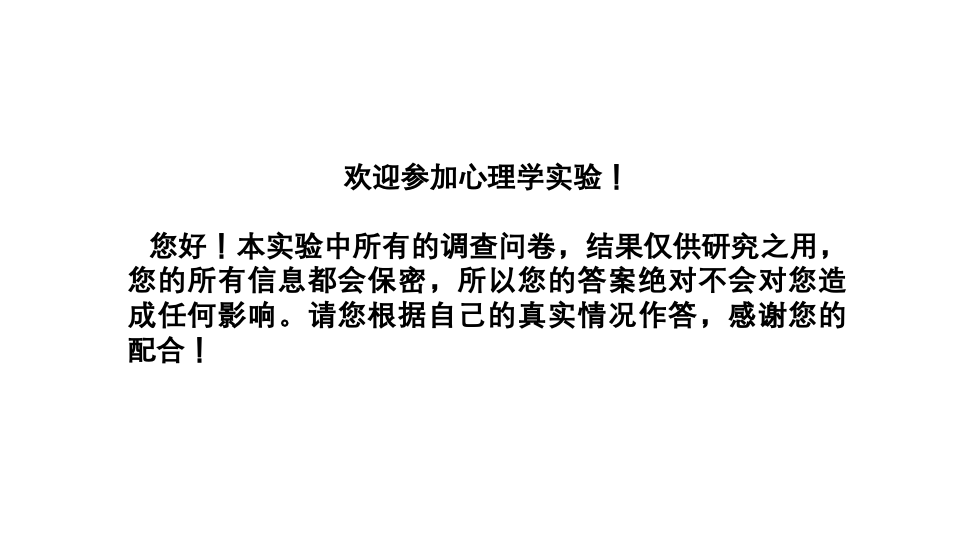 欢迎参加心理学实验！
您好！本实验中所有的调查问卷，结果仅供研究之用，
您的所有信息都会保密，所以您的答案绝对不会对您造
成任何影响。请您根据自己的真实情况作答，感谢您的
配合！